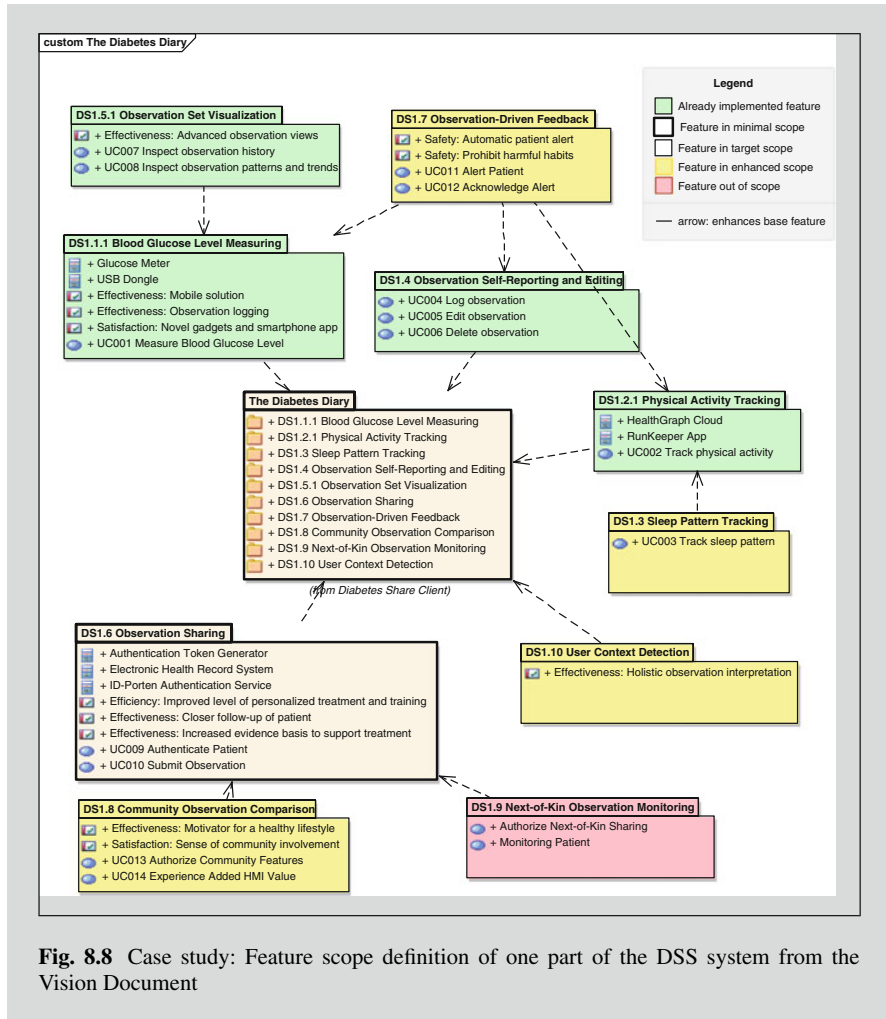 custom The Diabetes Diary
Legend
Already implemented feature
Feature in minimal scope
Feature in target scope
Feature in enhanced scope
Feature out of scope
arrow: enhances base feature
DS1.5.1 Observation Set Visualization
+ Effectiveness: Advanced observation views
+ UC007 Inspect observation history
+ UC008 Inspect observation patterns and trends
DS1.7 Observation-Driven Feedback
+ Safety: Automatic patient alert
+ Safety: Prohibit harmful habits
+ UC011 Alert Patient
+ UC012 Acknowledge Alert
DS1.1.1 Blood Glucose Level Measuring
+ Glucose Meter
+ USB Dongle
+ Effectiveness: Mobile solution
+ Effectiveness: Observation logging
+ Satisfaction: Novel gadgets and smartphone app
+ UC001 Measure Blood Glucose Level
DS1.4 Observation Self-Reporting and Editing
+ UC004 Log observation
+ UC005 Edit observation
+ UC006 Delete observation
The Diabetes Diary
+ DS1.1.1 Blood Glucose Level Measuring
+ DS1.2.1 Physical Activity Tracking
+ DS1.3 Sleep Pattern Tracking
+ DS1.4 Observation Self-Reporting and Editing
+ DS1.5.1 Observation Set Visualization
+ DS1.6 Observation Sharing
+ DS1.7 Observation-Driven Feedback
+ DS1.8 Community Observation Comparison
+ DS1.9 Next-of-Kin Observation Monitoring
+ DS1.10 User Context Detection
(from Diabetes Share Client)
DS1.2.1 Physical Activity Tracking
+ HealthGraph Cloud
+ RunKeeper App
+ UC002 Track physical activity
DS1.3 Sleep Pattern Tracking
+ UC003 Track sleep pattern
DS1.6 Observation Sharing
+ Authentication Token Generator
+ Electronic Health Record System
+ ID-Porten Authentication Service
+ Efficiency: Improved level of personalized treatment and training
+ Effectiveness: Closer follow-up of patient
+ Effectiveness: Increased evidence basis to support treatment
+ UC009 Authenticate Patient
+ UC010 Submit Observation
DS1.10 User Context Detection
+ Effectiveness: Holistic observation interpretation
DS1.8 Community Observation Comparison
+ Effectiveness: Motivator for a healthy lifestyle
+ Satisfaction: Sense of community involvement
+ UC013 Authorize Community Features
+ UC014 Experience Added HMI Value
DS1.9 Next-of-Kin Observation Monitoring
+ Authorize Next-of-Kin Sharing
+ Monitoring Patient
Fig. 8.8 Case study: Feature scope definition of one part of the DSS system from the
Vision Document